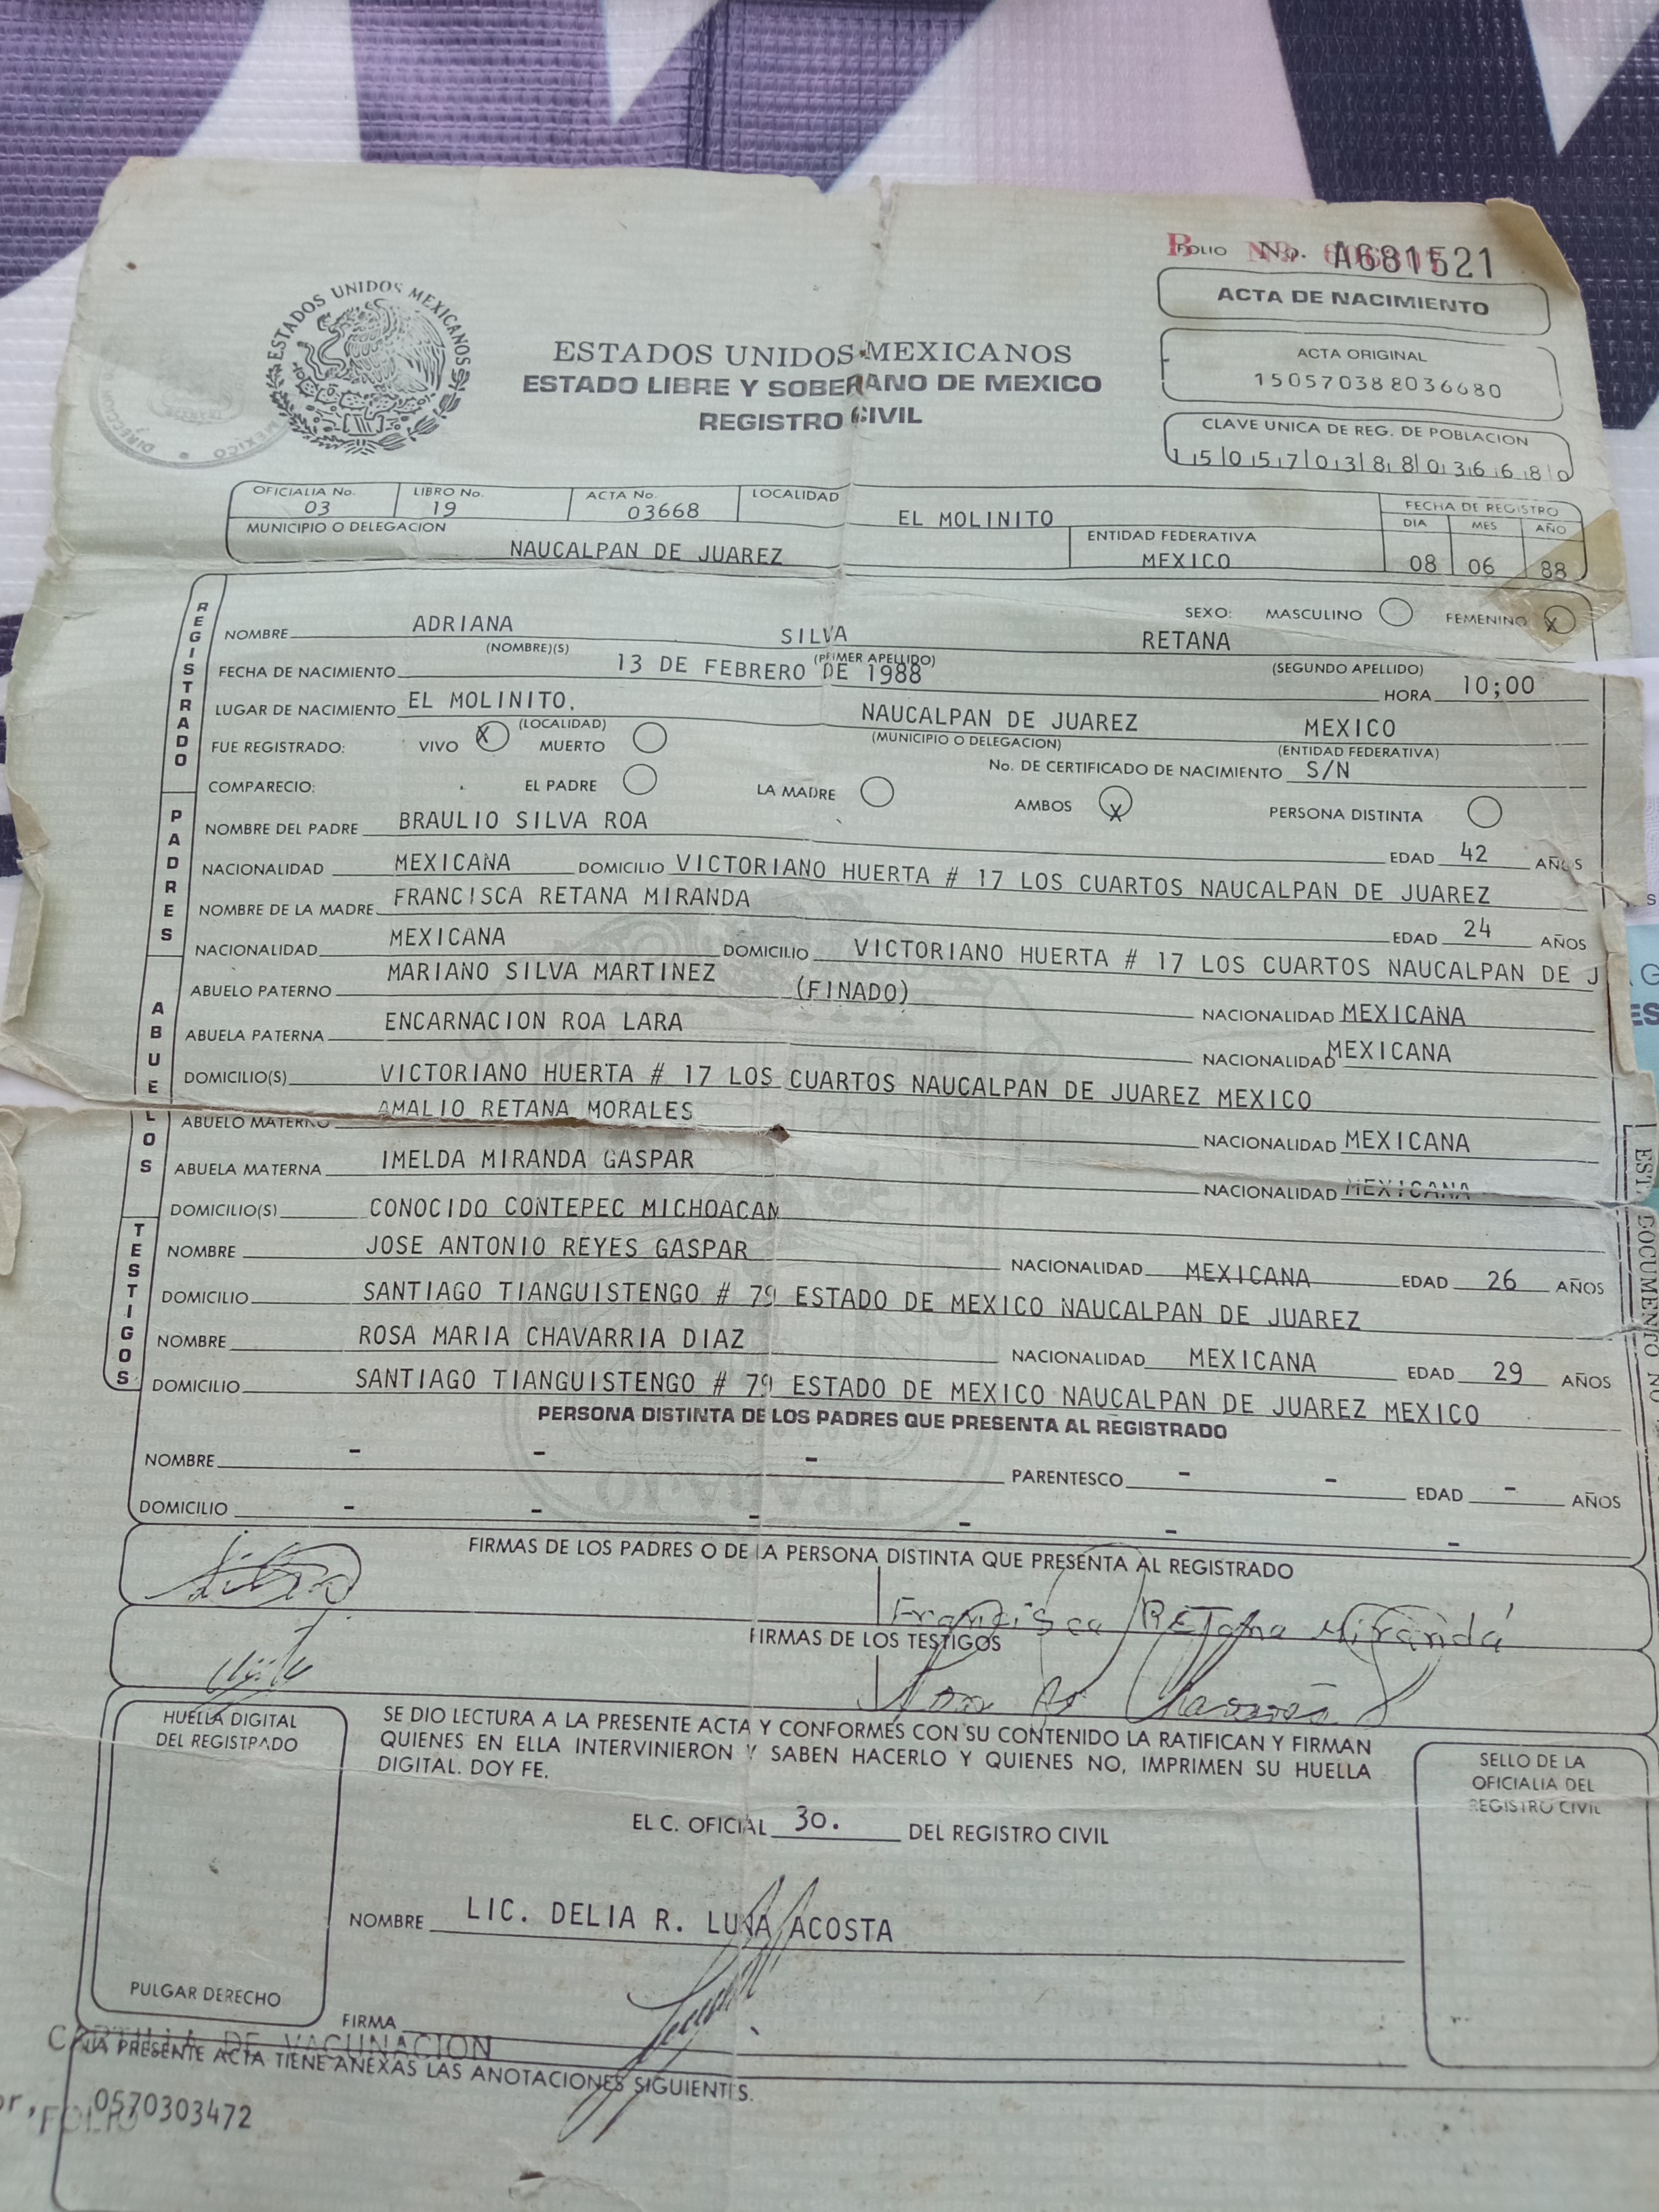 FOLIO No. A681521
ACTA DE NACIMIENTO
ESTADOS UNIDOS MEXICANOS
ESTADOS UNIDOS MEXICANOS
ESTADO LIBRE Y SOBERANO DE MEXICO
REGISTRO CIVIL
ACTA ORIGINAL
150570388036680
CLAVE UNICA DE REG. DE POBLACION
150570388036680
DIRECCION MEXICO
OFICIALIA No. 03 LIBRO No. 19 ACTA No. 03668 LOCALIDAD EL MOLINITO
FECHA DE REGISTRO
DIA MES AÑO
08 06 88
MUNICIPIO O DELEGACION NAUCALPAN DE JUAREZ ENTIDAD FEDERATIVA MEXICO
REGISTRADO
SEXO: MASCULINO FEMENINO X
NOMBRE ADRIANA SILVA RETANA
(NOMBRE)(S) (PRIMER APELLIDO) (SEGUNDO APELLIDO)
FECHA DE NACIMIENTO 13 DE FEBRERO DE 1988 HORA 10;00
LUGAR DE NACIMIENTO EL MOLINITO. NAUCALPAN DE JUAREZ MEXICO
(LOCALIDAD) (MUNICIPIO O DELEGACION) (ENTIDAD FEDERATIVA)
FUE REGISTRADO: VIVO X MUERTO No. DE CERTIFICADO DE NACIMIENTO S/N
COMPARECIO: EL PADRE LA MADRE AMBOS X PERSONA DISTINTA
PADRES
NOMBRE DEL PADRE BRAULIO SILVA ROA EDAD 42 AÑOS
NACIONALIDAD MEXICANA DOMICILIO VICTORIANO HUERTA # 17 LOS CUARTOS NAUCALPAN DE JUAREZ
NOMBRE DE LA MADRE FRANCISCA RETANA MIRANDA EDAD 24 AÑOS
NACIONALIDAD MEXICANA DOMICILIO VICTORIANO HUERTA # 17 LOS CUARTOS NAUCALPAN DE J
ABUELOS
ABUELO PATERNO MARIANO SILVA MARTINEZ (FINADO) NACIONALIDAD MEXICANA
ABUELA PATERNA ENCARNACION ROA LARA NACIONALIDAD MEXICANA
DOMICILIO(S) VICTORIANO HUERTA # 17 LOS CUARTOS NAUCALPAN DE JUAREZ MEXICO
ABUELO MATERNO AMALIO RETANA MORALES NACIONALIDAD MEXICANA
ABUELA MATERNA IMELDA MIRANDA GASPAR NACIONALIDAD MEXICANA
DOMICILIO(S) CONOCIDO CONTEPEC MICHOACAN
TESTIGOS
NOMBRE JOSE ANTONIO REYES GASPAR NACIONALIDAD MEXICANA EDAD 26 AÑOS
DOMICILIO SANTIAGO TIANGUISTENGO # 79 ESTADO DE MEXICO NAUCALPAN DE JUAREZ
NOMBRE ROSA MARIA CHAVARRIA DIAZ NACIONALIDAD MEXICANA EDAD 29 AÑOS
DOMICILIO SANTIAGO TIANGUISTENGO # 79 ESTADO DE MEXICO NAUCALPAN DE JUAREZ MEXICO
PERSONA DISTINTA DE LOS PADRES QUE PRESENTA AL REGISTRADO
NOMBRE - - - PARENTESCO - - EDAD - AÑOS
DOMICILIO - - - - - -
FIRMAS DE LOS PADRES O DE LA PERSONA DISTINTA QUE PRESENTA AL REGISTRADO
Francisca RETana Miranda
FIRMAS DE LOS TESTIGOS
HUELLA DIGITAL
DEL REGISTRADO
PULGAR DERECHO
SE DIO LECTURA A LA PRESENTE ACTA Y CONFORMES CON SU CONTENIDO LA RATIFICAN Y FIRMAN
QUIENES EN ELLA INTERVINIERON Y SABEN HACERLO Y QUIENES NO, IMPRIMEN SU HUELLA
DIGITAL. DOY FE.
EL C. OFICIAL 3o. DEL REGISTRO CIVIL
NOMBRE LIC. DELIA R. LUNA ACOSTA
FIRMA
SELLO DE LA
OFICIALIA DEL
REGISTRO CIVIL
CARTILLA DE VACUNACION
LA PRESENTE ACTA TIENE ANEXAS LAS ANOTACIONES SIGUIENTES.
FOLIO 0570303472
DOCUMENTO NO